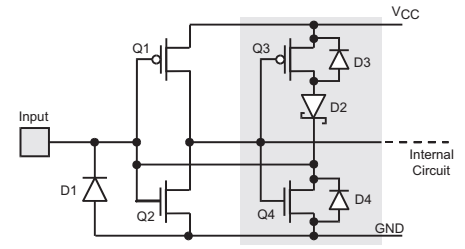 VCC
Q1
Q3
D3
D2
Input
Internal
Circuit
D1
Q2
Q4
D4
GND